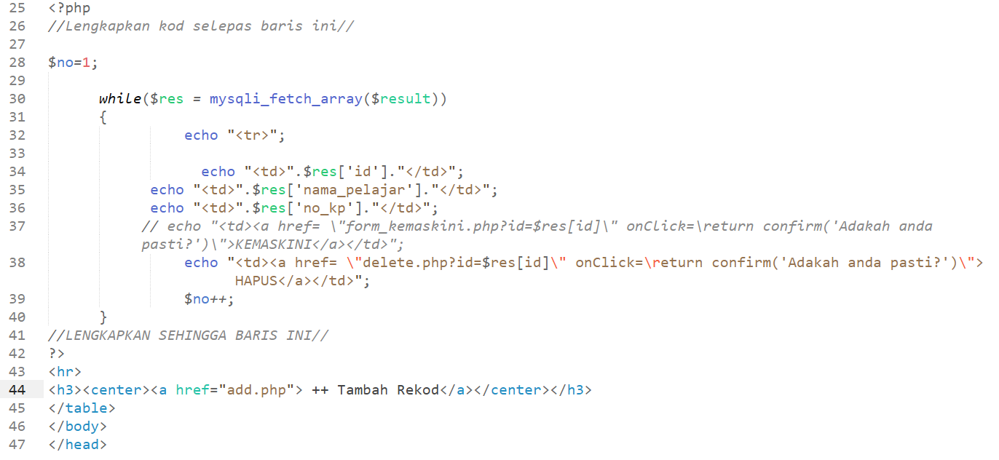 25 <?php
26 //Lengkapkan kod selepas baris ini//
27
28 $no=1;
29
30 while($res = mysqli_fetch_array($result))
31 {
32 echo "<tr>";
33
34 echo "<td>".$res['id']."</td>";
35 echo "<td>".$res['nama_pelajar']."</td>";
36 echo "<td>".$res['no_kp']."</td>";
37 // echo "<td><a href= \"form_kemaskini.php?id=$res[id]\" onClick=\return confirm('Adakah anda
pasti?')\">KEMASKINI</a></td>";
38 echo "<td><a href= \"delete.php?id=$res[id]\" onClick=\return confirm('Adakah anda pasti?')\">
HAPUS</a></td>";
39 $no++;
40 }
41 //LENGKAPKAN SEHINGGA BARIS INI//
42 ?>
43 <hr>
44 <h3><center><a href="add.php"> ++ Tambah Rekod</a></center></h3>
45 </table>
46 </body>
47 </head>